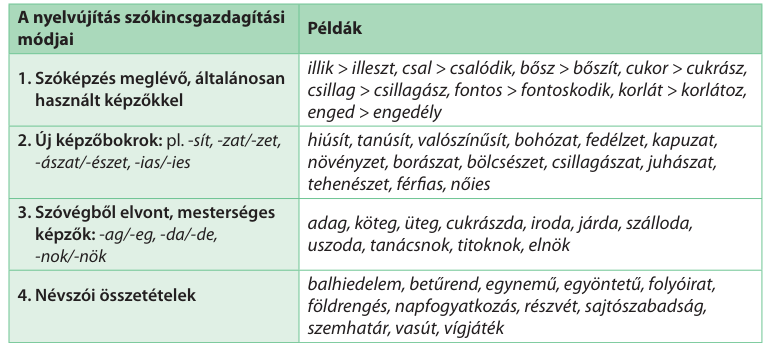 A nyelvújítás szókincsgazdagítási
módjai
Példák
1. Szóképzés meglévő, általánosan
használt képzőkkel
illik > illeszt, csal > csalódik, bősz > bőszít, cukor > cukrász,
csillag > csillagász, fontos > fontoskodik, korlát > korlátoz,
enged > engedély
2. Új képzőbokrok: pl. -sít, -zat/-zet,
-ászat/-észet, -ias/-ies
hiúsít, tanúsít, valószínűsít, bohózat, fedélzet, kapuzat,
növényzet, borászat, bölcsészet, csillagászat, juhászat,
tehenészet, férfias, nőies
3. Szóvégből elvont, mesterséges
képzők: -ag/-eg, -da/-de,
-nok/-nök
adag, köteg, üteg, cukrászda, iroda, járda, szálloda,
uszoda, tanácsnok, titoknok, elnök
4. Névszói összetételek
balhiedelem, betűrend, egynemű, egyöntetű, folyóirat,
földrengés, napfogyatkozás, részvét, sajtószabadság,
szemhatár, vasút, vígjáték